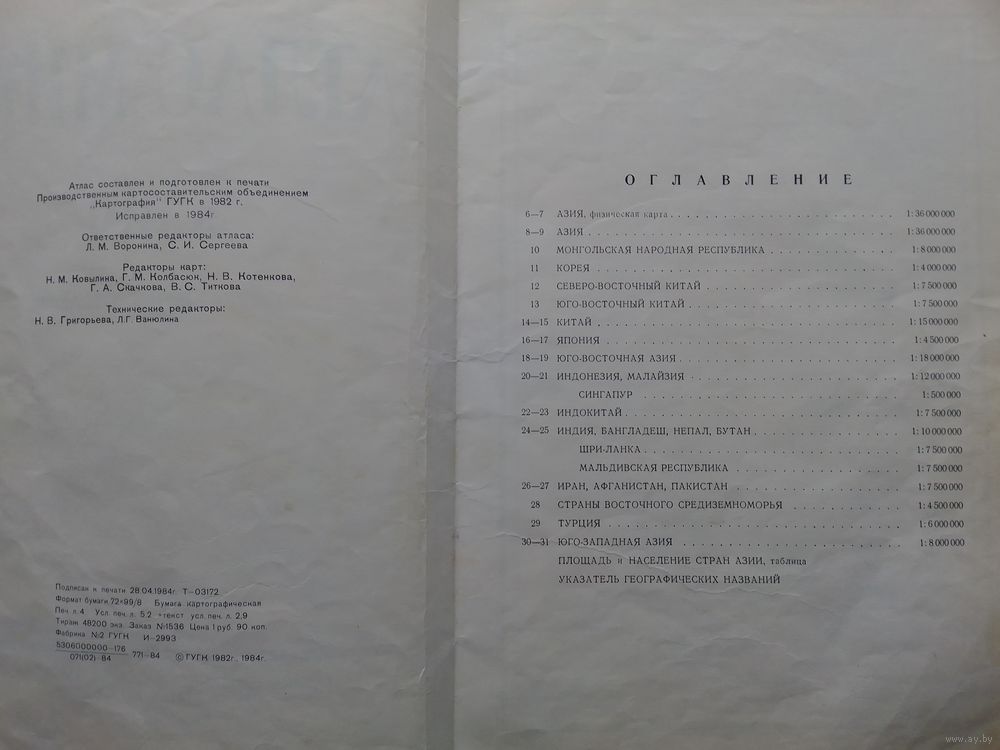 Атлас составлен и подготовлен к печати
Производственным картосоставительским объединением
„Картография" ГУГК в 1982 г.
Исправлен в 1984г
Ответственные редакторы атласа:
Л. М. Воронина, С. И. Сергеева
Редакторы карт:
Н. М. Ковылина, Г. М. Колбасюк, Н. В. Котенкова,
Г. А. Скачкова, В. С. Титкова
Технические редакторы:
Н. В. Григорьева, Л.Г. Ванюлина
Подписан к печати 28.04.1984г. Т—03172
Формат бумаги 72×99/8 Бумага картографическая
Печ л. 4 Усл. печ. л. 5.2 +текст усл. печ. л. 2,9
Тираж 48200 экз. Заказ №1536 Цена 1 руб. 90 коп.
Фабрика №2 ГУГК И—2993
5306000000—176
071(02)-84 771—84 © ГУГК 1982г., 1984г.
ОГЛАВЛЕНИЕ
6—7 АЗИЯ, физическая карта . . . . . . . . . . 1:36 000 000
8—9 АЗИЯ . . . . . . . . . . 1:36 000 000
10 МОНГОЛЬСКАЯ НАРОДНАЯ РЕСПУБЛИКА . . . . . . . . . . 1:8 000 000
11 КОРЕЯ . . . . . . . . . . 1:4 000 000
12 СЕВЕРО-ВОСТОЧНЫЙ КИТАЙ . . . . . . . . . . 1:7 500 000
13 ЮГО-ВОСТОЧНЫЙ КИТАЙ . . . . . . . . . . 1:7 500 000
14—15 КИТАЙ . . . . . . . . . . 1:15 000 000
16—17 ЯПОНИЯ . . . . . . . . . . 1:4 500 000
18—19 ЮГО-ВОСТОЧНАЯ АЗИЯ . . . . . . . . . . 1:18 000 000
20—21 ИНДОНЕЗИЯ, МАЛАЙЗИЯ . . . . . . . . . . 1:12 000 000
СИНГАПУР . . . . . . . . . . 1:500 000
22—23 ИНДОКИТАЙ . . . . . . . . . . 1:7 500 000
24—25 ИНДИЯ, БАНГЛАДЕШ, НЕПАЛ, БУТАН . . . . . . . . . . 1:10 000 000
ШРИ-ЛАНКА . . . . . . . . . . 1:7 500 000
МАЛЬДИВСКАЯ РЕСПУБЛИКА . . . . . . . . . . 1:7 500 000
26—27 ИРАН, АФГАНИСТАН, ПАКИСТАН . . . . . . . . . . 1:7 500 000
28 СТРАНЫ ВОСТОЧНОГО СРЕДИЗЕМНОМОРЬЯ . . . . . . . . . . 1:4 500 000
29 ТУРЦИЯ . . . . . . . . . . 1:6 000 000
30—31 ЮГО-ЗАПАДНАЯ АЗИЯ . . . . . . . . . . 1:8 000 000
ПЛОЩАДЬ и НАСЕЛЕНИЕ СТРАН АЗИИ, таблица
УКАЗАТЕЛЬ ГЕОГРАФИЧЕСКИХ НАЗВАНИЙ
www.ay.by